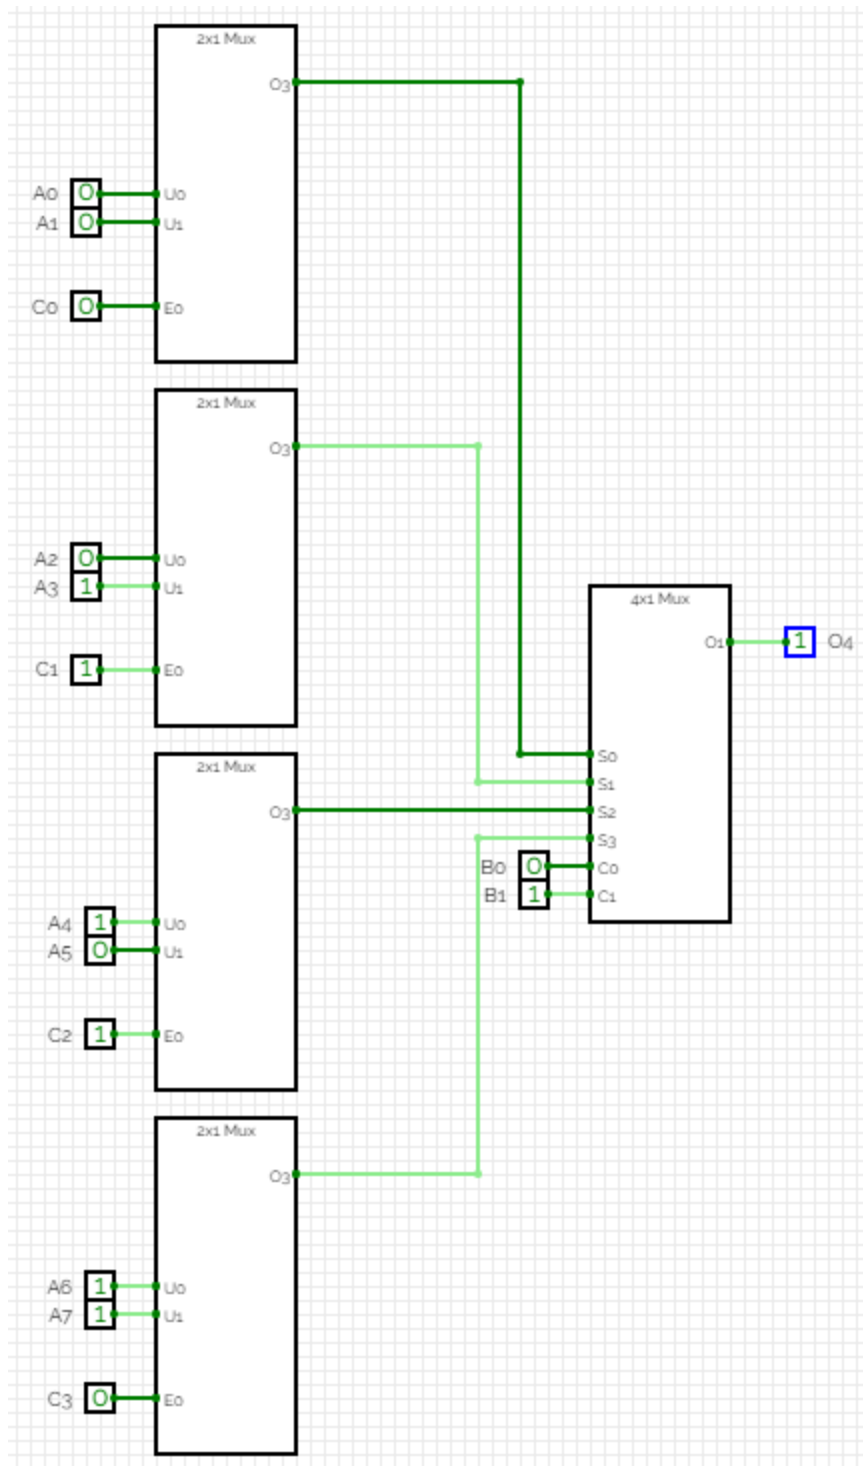 2x1 Mux
O3
A0 0 U0
A1 0 U1
C0 0 E0
2x1 Mux
O3
A2 0 U0
A3 1 U1
C1 1 E0
4x1 Mux
O1 1 O4
S0
S1
S2
S3
B0 0 C0
B1 1 C1
2x1 Mux
O3
A4 1 U0
A5 0 U1
C2 1 E0
2x1 Mux
O3
A6 1 U0
A7 1 U1
C3 0 E0